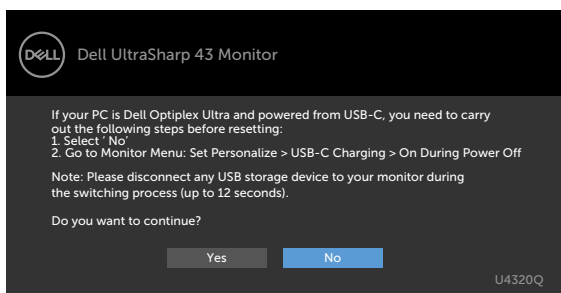 DELL
Dell UltraSharp 43 Monitor
If your PC is Dell Optiplex Ultra and powered from USB-C, you need to carry
out the following steps before resetting:
1. Select ‘ No’
2. Go to Monitor Menu: Set Personalize > USB-C Charging > On During Power Off
Note: Please disconnect any USB storage device to your monitor during
the switching process (up to 12 seconds).
Do you want to continue?
Yes No
U4320Q